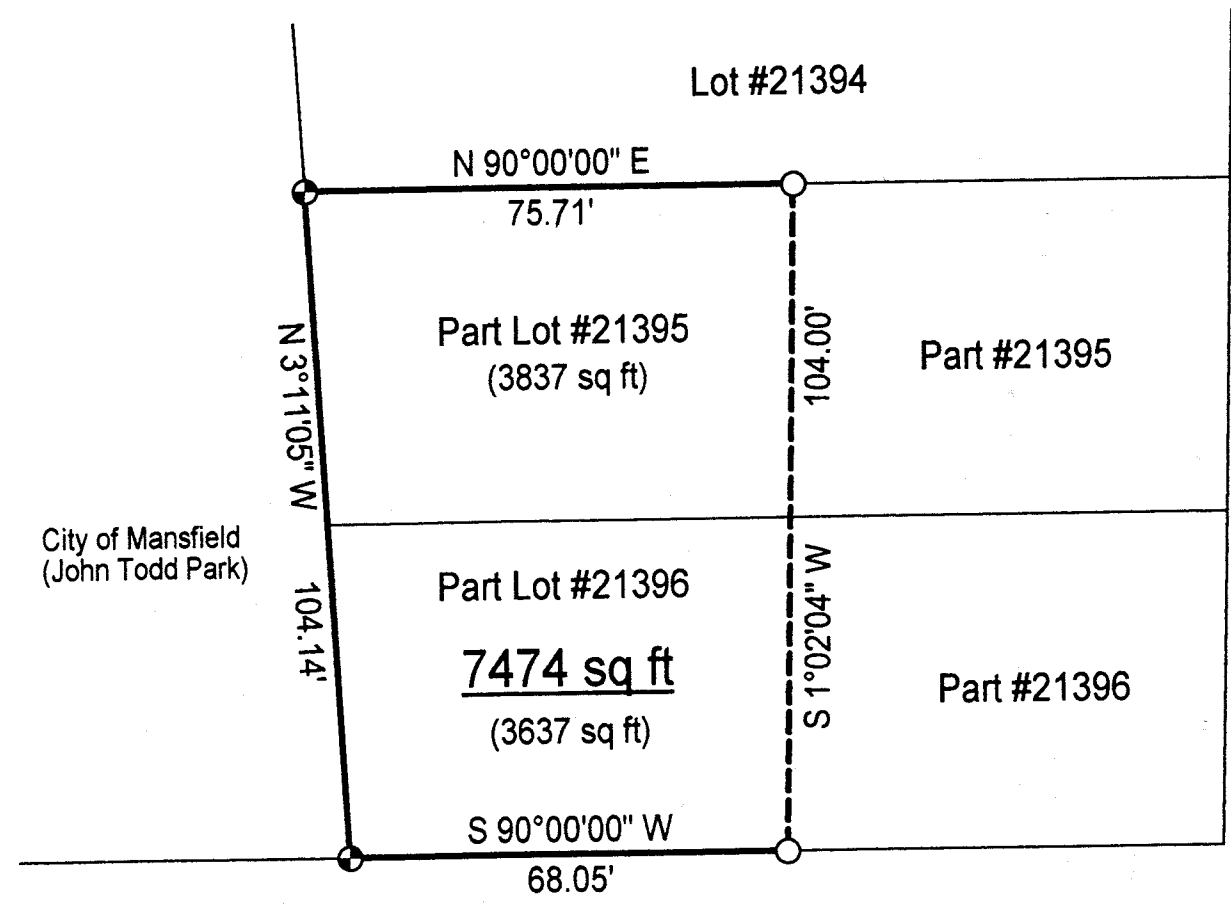 Lot #21394
N 90°00'00" E
75.71'
N 3°11'05" W
104.14'
Part Lot #21395
(3837 sq ft)
104.00'
S 1°02'04" W
Part #21395
City of Mansfield
(John Todd Park)
Part Lot #21396
7474 sq ft
(3637 sq ft)
Part #21396
S 90°00'00" W
68.05'